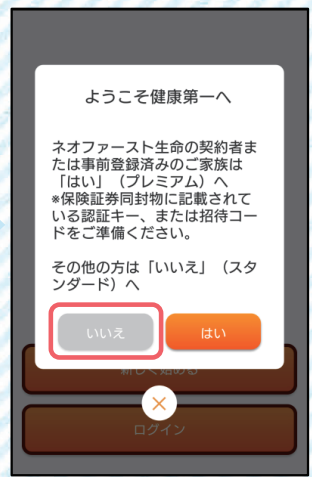 ようこそ健康第一へ
ネオファースト生命の契約者ま
たは事前登録済みのご家族は
「はい」（プレミアム）へ
*保険証券同封物に記載されて
いる認証キー、または招待コー
ドをご準備ください。
その他の方は「いいえ」（スタ
ンダード）へ
いいえ
はい
新しく始める
ログイン